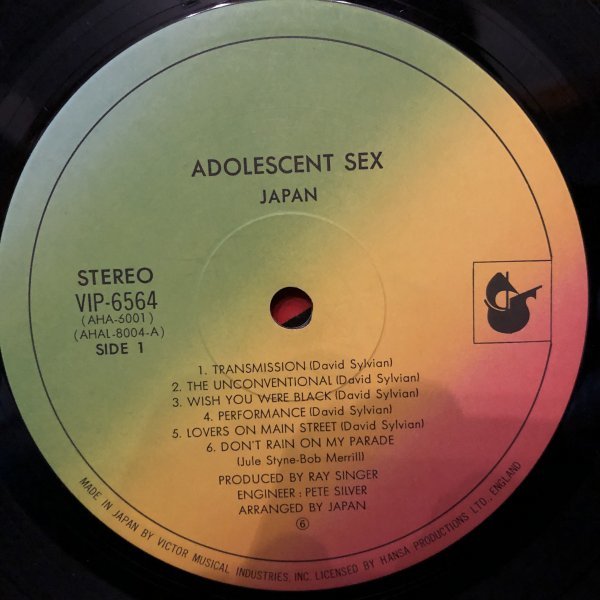 ADOLESCENT SEX
JAPAN
STEREO
VIP-6564
(AHA-6001)
(AHAL-8004-A)
SIDE 1
1. TRANSMISSION (David Sylvian)
2. THE UNCONVENTIONAL (David Sylvian)
3. WISH YOU WERE BLACK (David Sylvian)
4. PERFORMANCE (David Sylvian)
5. LOVERS ON MAIN STREET (David Sylvian)
6. DON'T RAIN ON MY PARADE
(Jule Styne-Bob Merrill)
PRODUCED BY RAY SINGER
ENGINEER : PETE SILVER
ARRANGED BY JAPAN
⑥
MADE IN JAPAN BY VICTOR MUSICAL INDUSTRIES, INC. LICENSED BY HANSA PRODUCTIONS LTD., ENGLAND